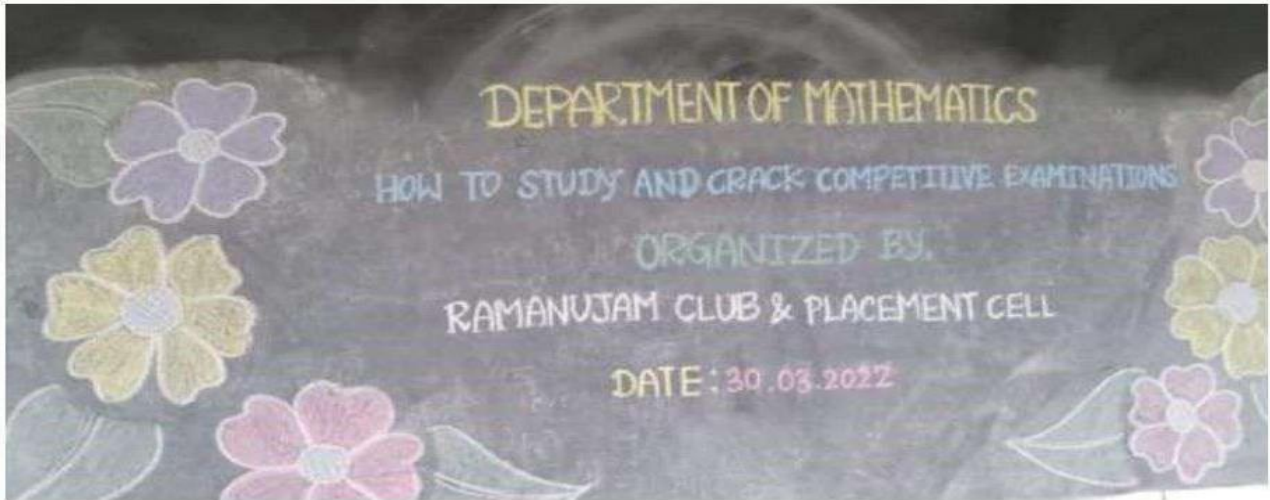 DEPARTMENT OF MATHEMATICS
HOW TO STUDY AND CRACK COMPETITIVE EXAMINATIONS
ORGANIZED BY.
RAMANUJAM CLUB & PLACEMENT CELL
DATE: 30.03.2022